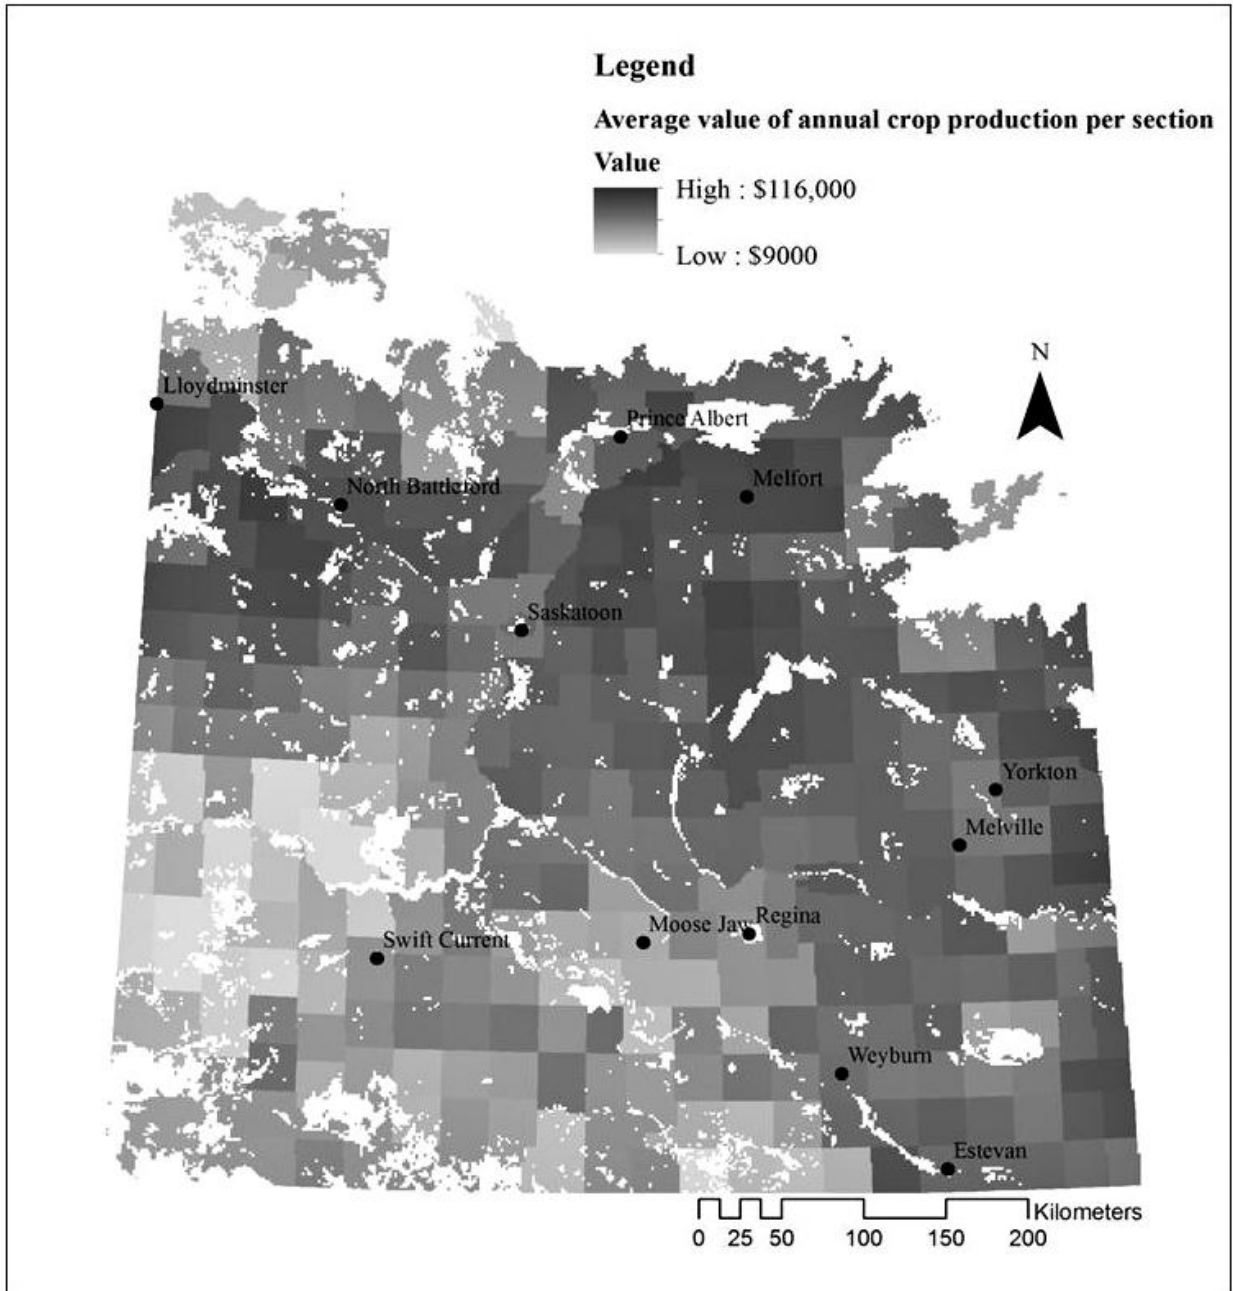 Legend
Average value of annual crop production per section
Value
High : $116,000
Low : $9000
N
Lloydminster
Prince Albert
Melfort
North Battleford
Saskatoon
Yorkton
Melville
Regina
Moose Jaw
Swift Current
Weyburn
Estevan
Kilometers
0 25 50 100 150 200